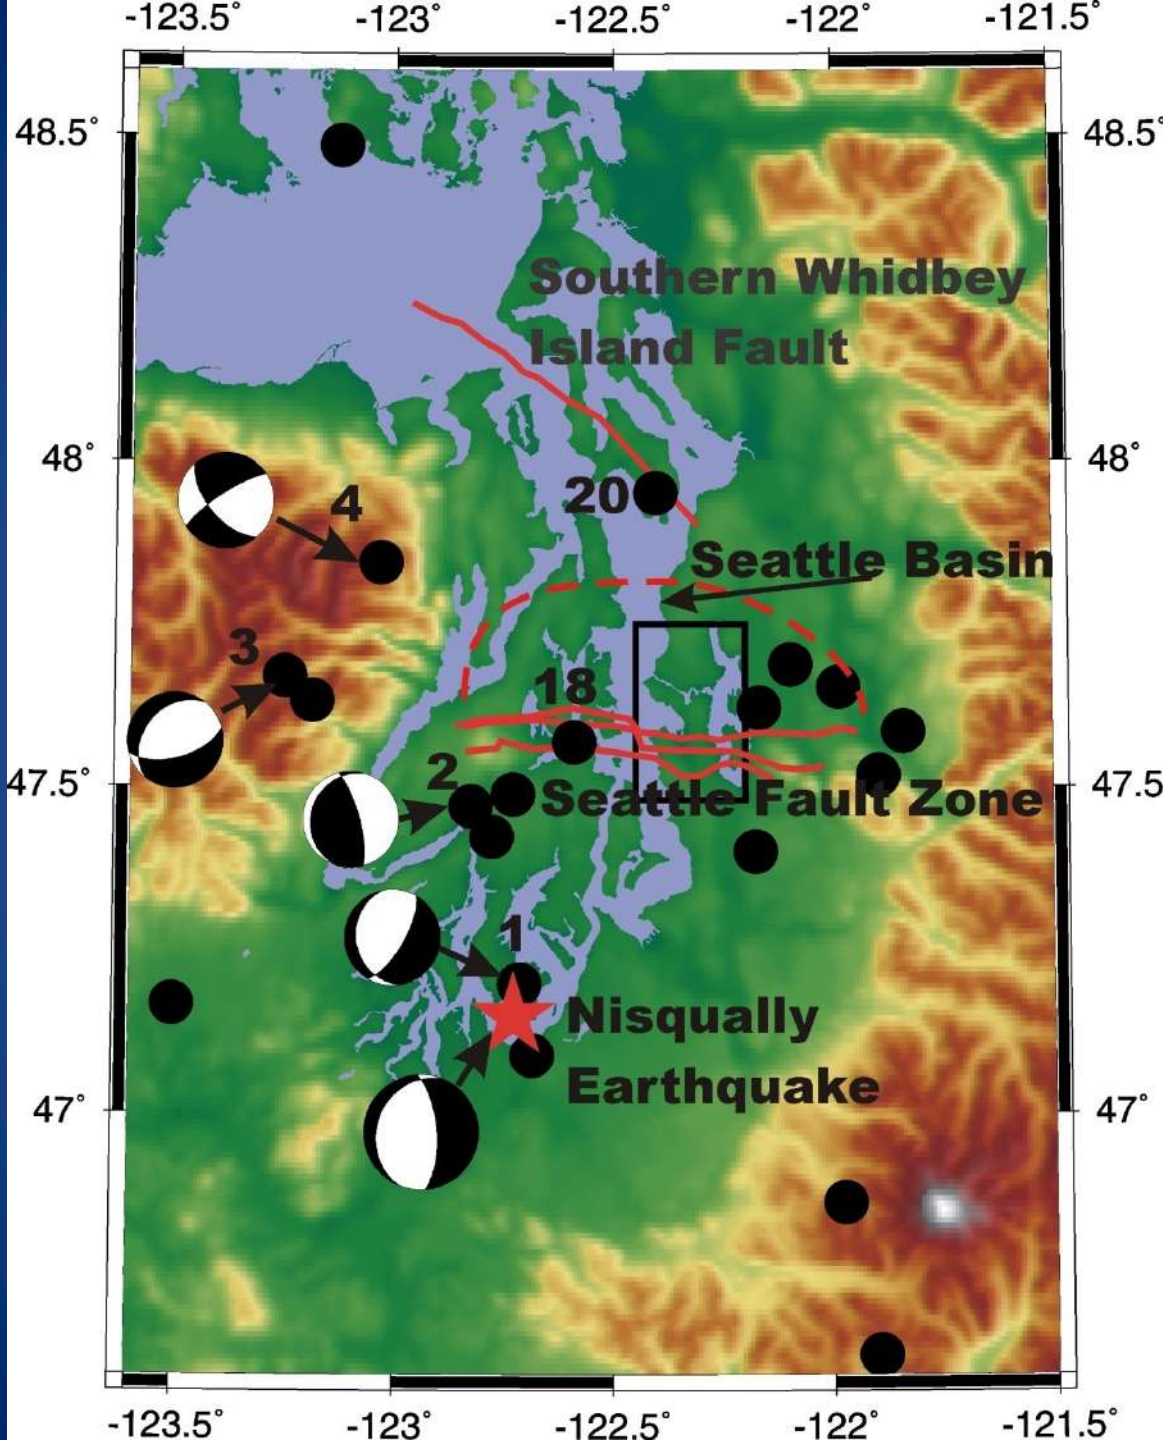 -123.5° -123° -122.5° -122° -121.5°
48.5° 48.5°
Southern Whidbey
Island Fault
48° 48°
4
20
Seattle Basin
3
18
2
47.5° 47.5°
Seattle Fault Zone
1
Nisqually
Earthquake
47° 47°
-123.5° -123° -122.5° -122° -121.5°